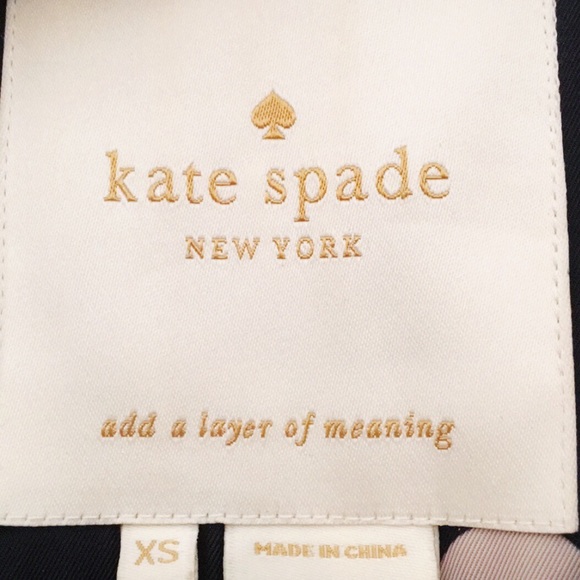 kate spade
NEW YORK
add a layer of meaning
XS
MADE IN CHINA